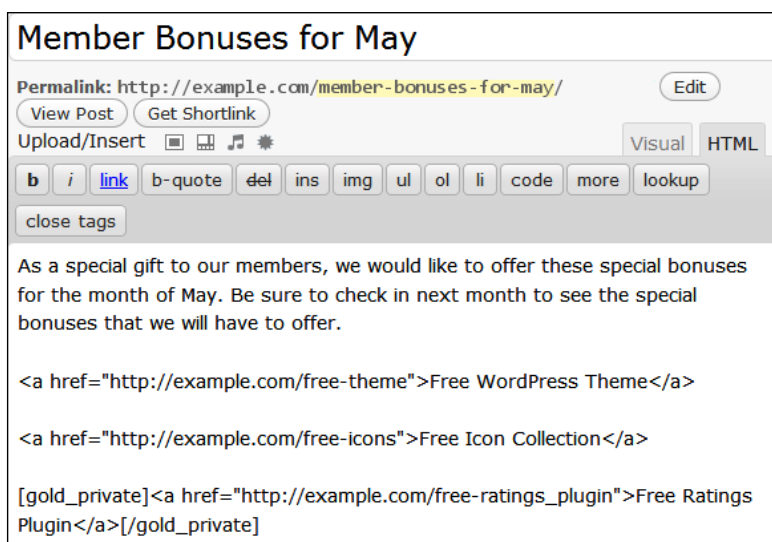 Member Bonuses for May
Permalink: http://example.com/member-bonuses-for-may/ Edit
View Post Get Shortlink
Upload/Insert Visual HTML
b i link b-quote del ins img ul ol li code more lookup
close tags
As a special gift to our members, we would like to offer these special bonuses
for the month of May. Be sure to check in next month to see the special
bonuses that we will have to offer.
<a href="http://example.com/free-theme">Free WordPress Theme</a>
<a href="http://example.com/free-icons">Free Icon Collection</a>
[gold_private]<a href="http://example.com/free-ratings_plugin">Free Ratings
Plugin</a>[/gold_private]